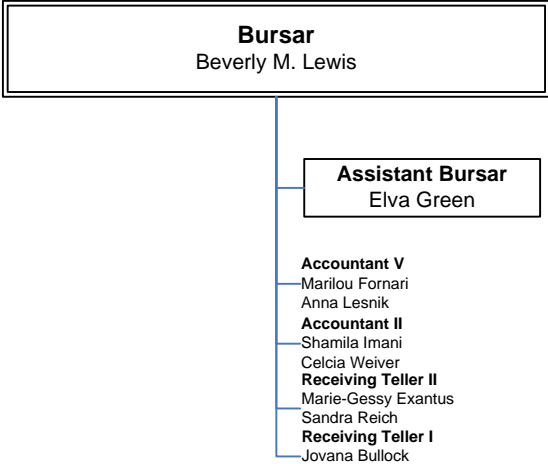 Bursar
Beverly M. Lewis
Assistant Bursar
Elva Green
Accountant V
Marilou Fornari
Anna Lesnik
Accountant II
Shamila Imani
Celcia Weiver
Receiving Teller II
Marie-Gessy Exantus
Sandra Reich
Receiving Teller I
Jovana Bullock